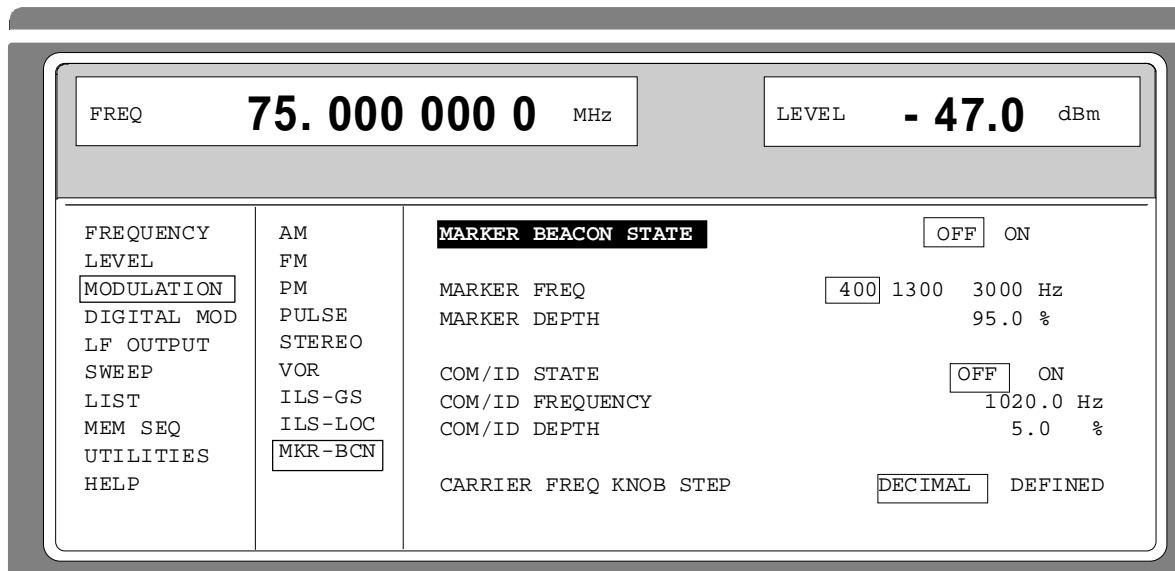 FREQ 75. 000 000 0 MHz LEVEL - 47.0 dBm
FREQUENCY
LEVEL
MODULATION
DIGITAL MOD
LF OUTPUT
SWEEP
LIST
MEM SEQ
UTILITIES
HELP
AM
FM
PM
PULSE
STEREO
VOR
ILS-GS
ILS-LOC
MKR-BCN
MARKER BEACON STATE OFF ON
MARKER FREQ 400 1300 3000 Hz
MARKER DEPTH 95.0 %
COM/ID STATE OFF ON
COM/ID FREQUENCY 1020.0 Hz
COM/ID DEPTH 5.0 %
CARRIER FREQ KNOB STEP DECIMAL DEFINED